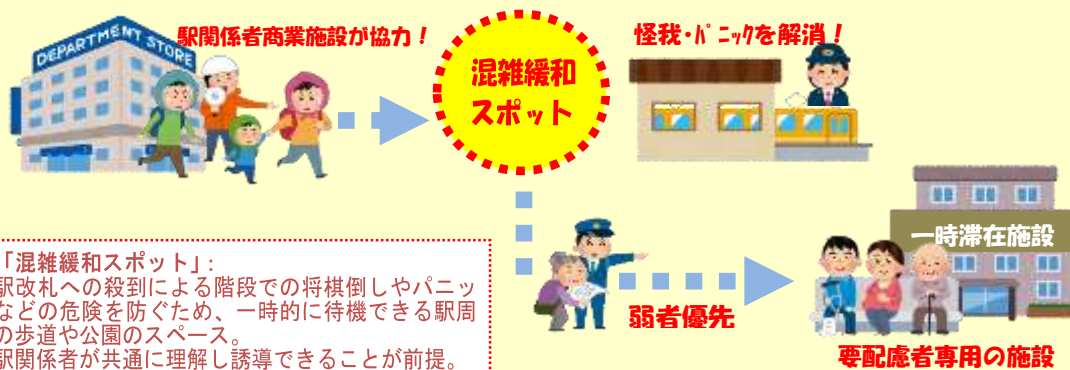 DEPARTMENT STORE
駅関係者商業施設が協力！
混雑緩和
スポット
怪我・パニックを解消！
一時滞在施設
弱者優先
要配慮者専用の施設
「混雑緩和スポット」：
駅改札への殺到による階段での将棋倒しやパニッ
などの危険を防ぐため、一時的に待機できる駅周
の歩道や公園のスペース。
駅関係者が共通に理解し誘導できることが前提。